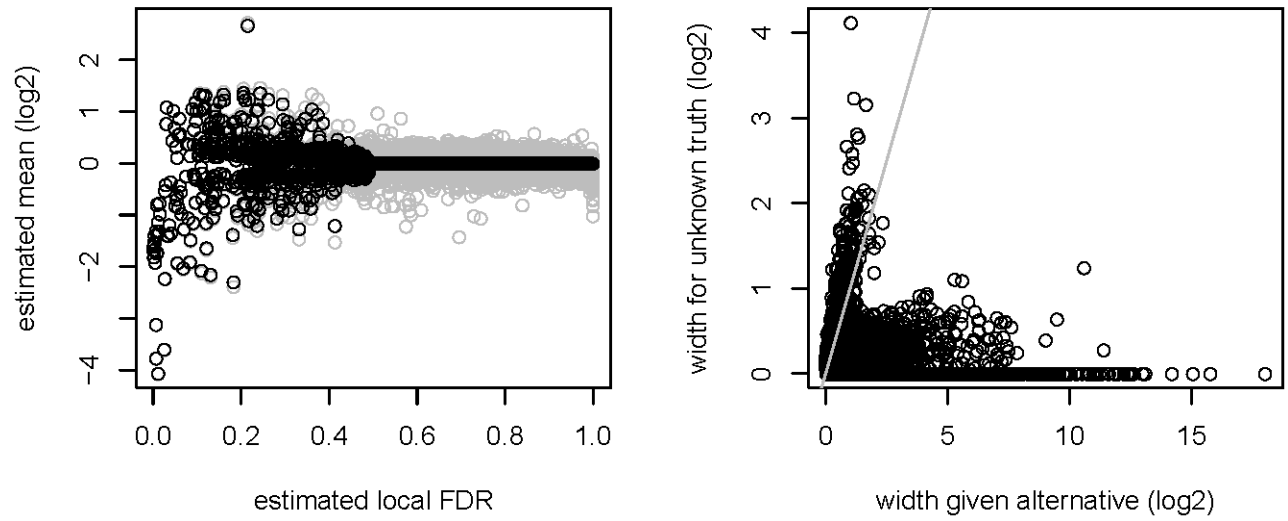 estimated mean (log2)
2
1
0
−2
−4
0.0 0.2 0.4 0.6 0.8 1.0
estimated local FDR
width for unknown truth (log2)
4
3
2
1
0
0 5 10 15
width given alternative (log2)